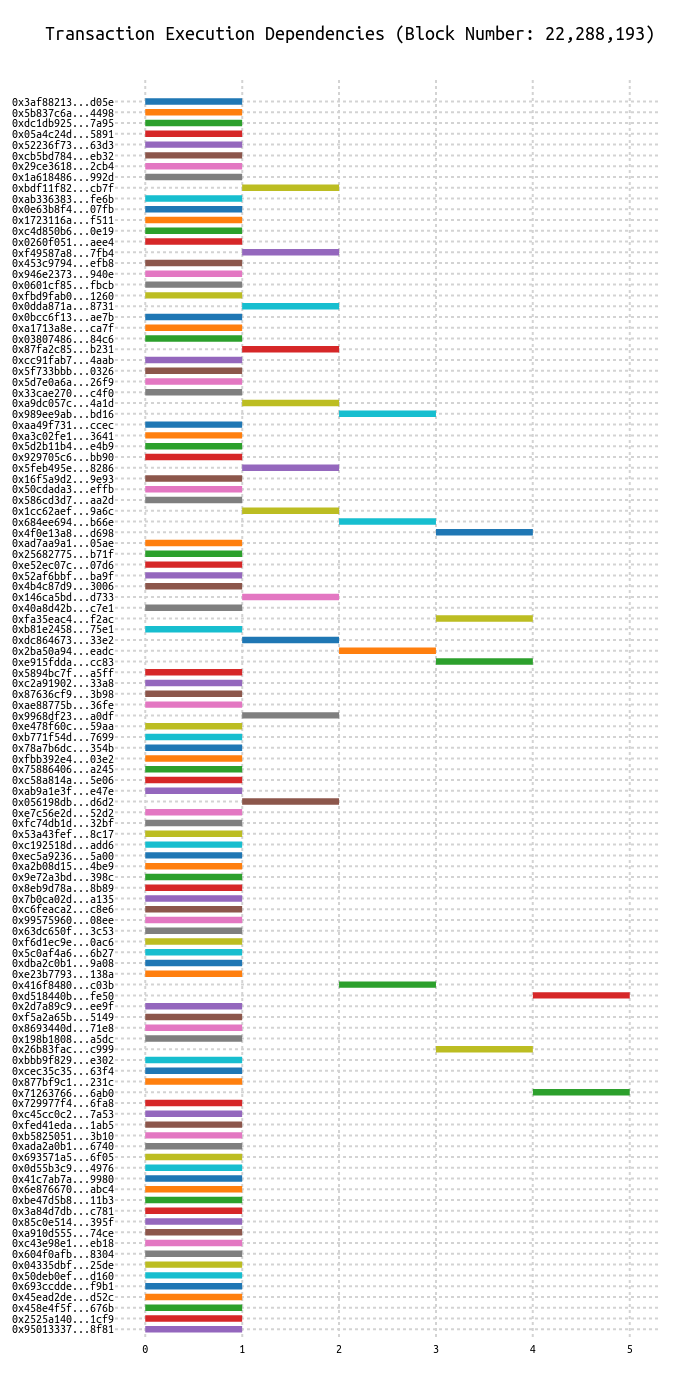 Transaction Execution Dependencies (Block Number: 22,288,193)
0x3af88213...d05e
0x5b837c6a...4498
0xdc1db925...7a95
0x05a4c24d...5891
0x52236f73...63d3
0xcb5bd784...eb32
0x29ce3618...2cb4
0x1a618486...992d
0xbdf11f82...cb7f
0xab336383...fe6b
0x0e63b8f4...07fb
0x1723116a...f511
0xc4d850b6...0e19
0x0260f051...aee4
0xf49587a8...7fb4
0x453c9794...efb8
0x946e2373...940e
0x0601cf85...fbcb
0xfbd9fab0...1260
0x0dda871a...8731
0x0bcc6f13...ae7b
0xa1713a8e...ca7f
0x03807486...84c6
0x87fa2c85...b231
0xcc91fab7...4aab
0x5f733bbb...0326
0x5d7e0a6a...26f9
0x33cae270...c4f0
0xa9dc057c...4a1d
0x989ee9ab...bd16
0xaa49f731...ccec
0xa3c02fe1...3641
0x5d2b11b4...e4b9
0x929705c6...bb90
0x5feb495e...8286
0x16f5a9d2...9e93
0x50cdada3...effb
0x586cd3d7...aa2d
0x1cc62aef...9a6c
0x684ee694...b66e
0x4f0e13a8...d698
0xad7aa9a1...05ae
0x25682775...b71f
0xe52ec07c...07d6
0x52af6bbf...ba9f
0x4b4c87d9...3006
0x146ca5bd...d733
0x40a8d42b...c7e1
0xfa35eac4...f2ac
0xb81e2458...75e1
0xdc864673...33e2
0x2ba50a94...eadc
0xe915fdda...cc83
0x5894bc7f...a5ff
0xc2a91902...33a8
0x87636cf9...3b98
0xae88775b...36fe
0x9968df23...a0df
0xe478f60c...59aa
0xb771f54d...7699
0x78a7b6dc...354b
0xfbb392e4...03e2
0x75886406...a245
0xc58a814a...5e06
0xab9a1e3f...e47e
0x056198db...d6d2
0xe7c56e2d...52d2
0xfc74db1d...32bf
0x53a43fef...8c17
0xc192518d...add6
0xec5a9236...5a00
0xa2b08d15...4be9
0x9e72a3bd...398c
0x8eb9d78a...8b89
0x7b0ca02d...a135
0xc6feaca2...c8e6
0x99575960...08ee
0x63dc650f...3c53
0xf6d1ec9e...0ac6
0x5c0af4a6...6b27
0xdba2c0b1...9a08
0xe23b7793...138a
0x416f8480...c03b
0xd518440b...fe50
0x2d7a89c9...ee9f
0xf5a2a65b...5149
0x8693440d...71e8
0x198b1808...a5dc
0x26b83fac...c999
0xbbb9f829...e302
0xcec35c35...63f4
0x877bf9c1...231c
0x71263766...6ab0
0x729977f4...6fa8
0xc45cc0c2...7a53
0xfed41eda...1ab5
0xb5825051...3b10
0xada2a0b1...6740
0x693571a5...6f05
0x0d55b3c9...4976
0x41c7ab7a...9980
0x6e876670...abc4
0xbe47d5b8...11b3
0x3a84d7db...c781
0x85c0e514...395f
0xa910d555...74ce
0xc43e98e1...eb18
0x604f0afb...8304
0x04335dbf...25de
0x50deb0ef...d160
0x693ccdde...f9b1
0x45ead2de...d52c
0x458e4f5f...676b
0x2525a140...1cf9
0x95013337...8f81
0 1 2 3 4 5